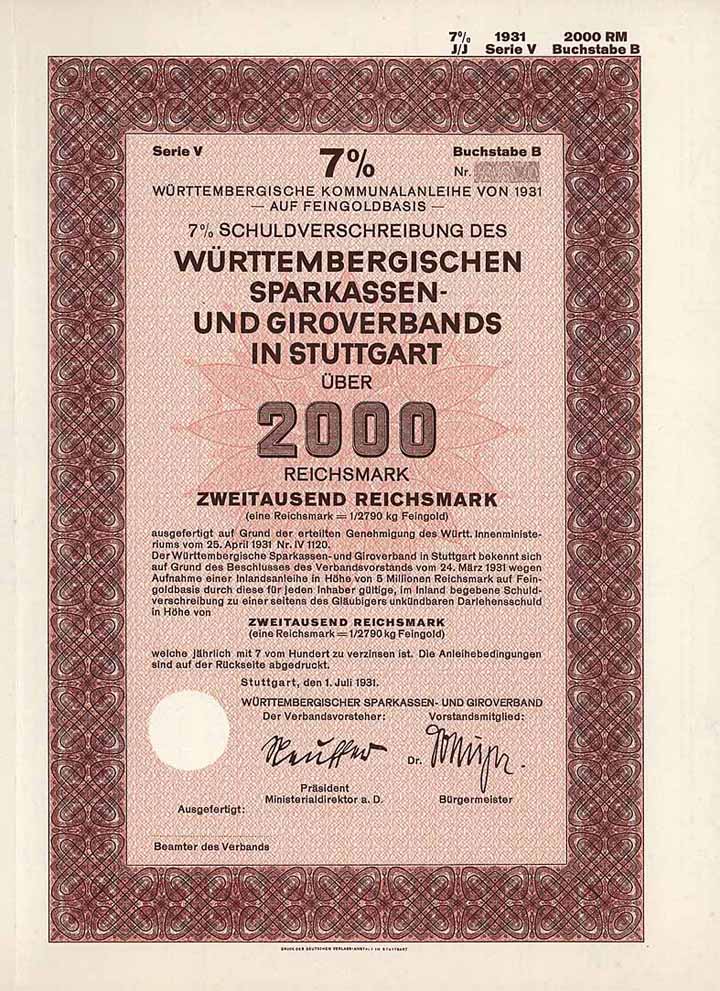 7% 1931 2000 RM
J/J Serie V Buchstabe B
Serie V 7% Buchstabe B
Nr.
WÜRTTEMBERGISCHE KOMMUNALANLEIHE VON 1931
— AUF FEINGOLDBASIS —
7% SCHULDVERSCHREIBUNG DES
WÜRTTEMBERGISCHEN
SPARKASSEN-
UND GIROVERBANDS
IN STUTTGART
ÜBER
2000
REICHSMARK
ZWEITAUSEND REICHSMARK
(eine Reichsmark = 1/2790 kg Feingold)
ausgefertigt auf Grund der erteilten Genehmigung des Württ. Innenministe-
riums vom 25. April 1931 Nr. IV 1120.
Der Württembergische Sparkassen- und Giroverband in Stuttgart bekennt sich
auf Grund des Beschlusses des Verbandsvorstands vom 24. März 1931 wegen
Aufnahme einer Inlandsanleihe in Höhe von 5 Millionen Reichsmark auf Fein-
goldbasis durch diese für jeden Inhaber gültige, im Inland begebene Schuld-
verschreibung zu einer seitens des Gläubigers unkündbaren Darlehensschuld
in Höhe von
ZWEITAUSEND REICHSMARK
(eine Reichsmark = 1/2790 kg Feingold)
welche jährlich mit 7 vom Hundert zu verzinsen ist. Die Anleihebedingungen
sind auf der Rückseite abgedruckt.
Stuttgart, den 1. Juli 1931.
WÜRTTEMBERGISCHER SPARKASSEN- UND GIROVERBAND
Der Verbandsvorsteher: Vorstandsmitglied:
Dr.
Präsident
Ministerialdirektor a. D. Bürgermeister
Ausgefertigt:
Beamter des Verbands
DRUCK DER DEUTSCHEN VERLAGS-ANSTALT IN STUTTGART